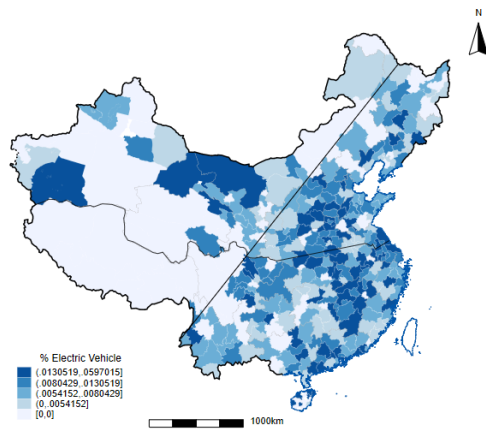 N
% Electric Vehicle
(.0130519,.0597015]
(.0080429,.0130519]
(.0054152,.0080429]
(0,.0054152]
[0,0]
1000km